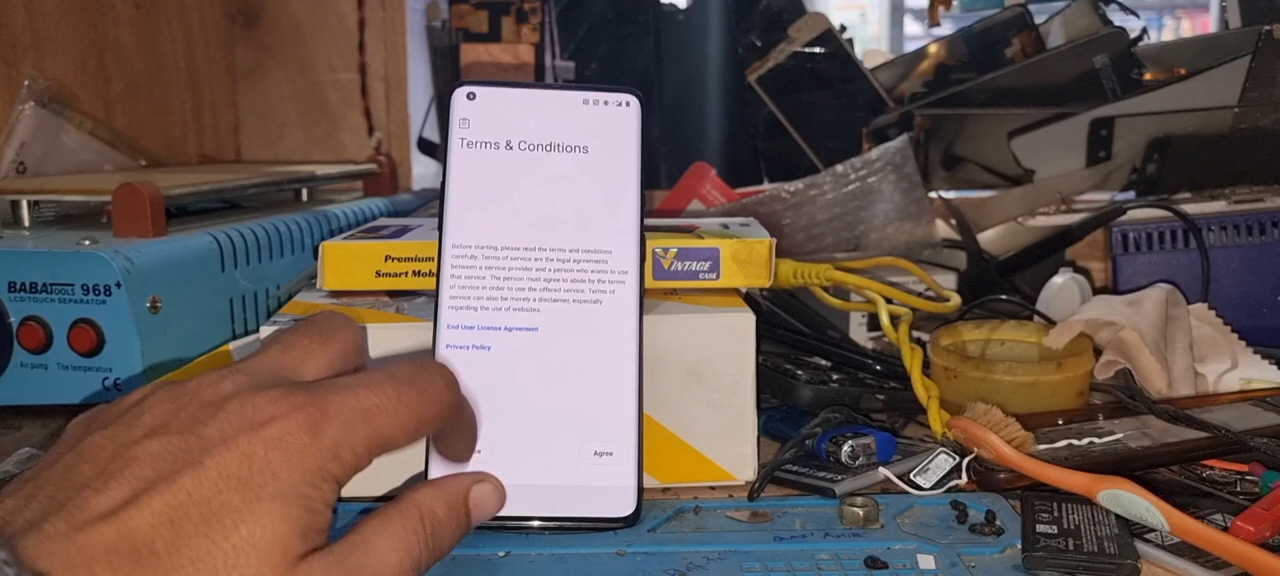 Terms & Conditions
Before starting, please read the terms and conditions
carefully. Terms of service are the legal agreements
between a service provider and a person who wants to use
that service. The person must agree to abide by the terms
of service in order to use the offered service. Terms of
service can also be merely a disclaimer, especially
regarding the use of websites.
End User License Agreement
Privacy Policy
Agree
Premium
Smart Mob
VINTAGE
CASE
BABATOOLS 968+
LCD/TOUCH SEPARATOR
Air pump The temperature
CE
SAMSUNG